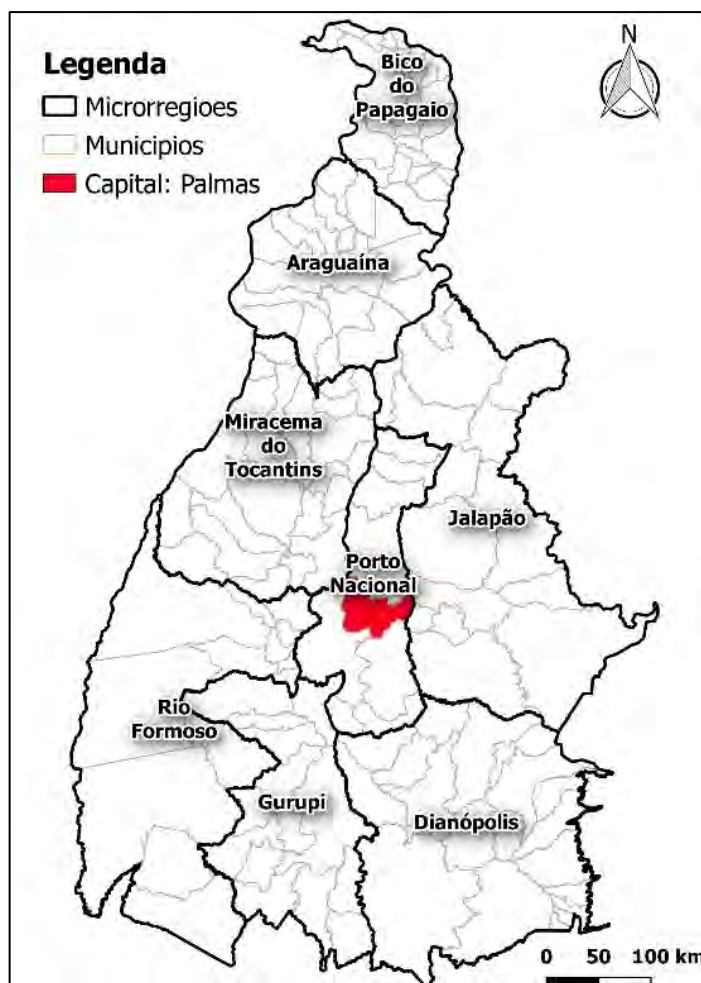 Legenda
Microrregioes
Municipios
Capital: Palmas
N
Bico
do
Papagaio
Araguaína
Miracema
do
Tocantins
Jalapão
Porto
Nacional
Rio
Formoso
Gurupi
Dianópolis
0 50 100 km